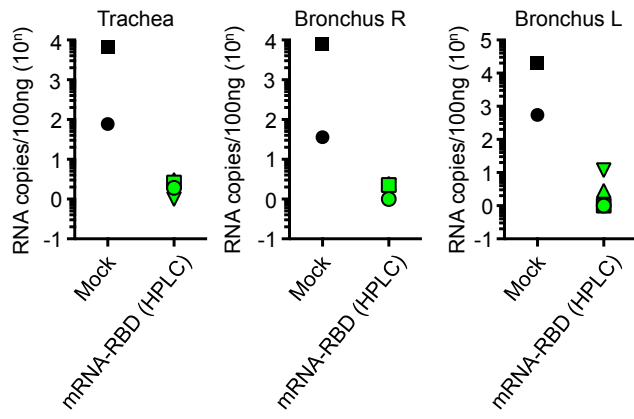 Trachea
RNA copies/100ng (10ⁿ)
4
3
2
1
0
-1
Mock
mRNA-RBD (HPLC)
Bronchus R
RNA copies/100ng (10ⁿ)
4
3
2
1
0
-1
Mock
mRNA-RBD (HPLC)
Bronchus L
RNA copies/100ng (10ⁿ)
5
4
3
2
1
0
-1
Mock
mRNA-RBD (HPLC)